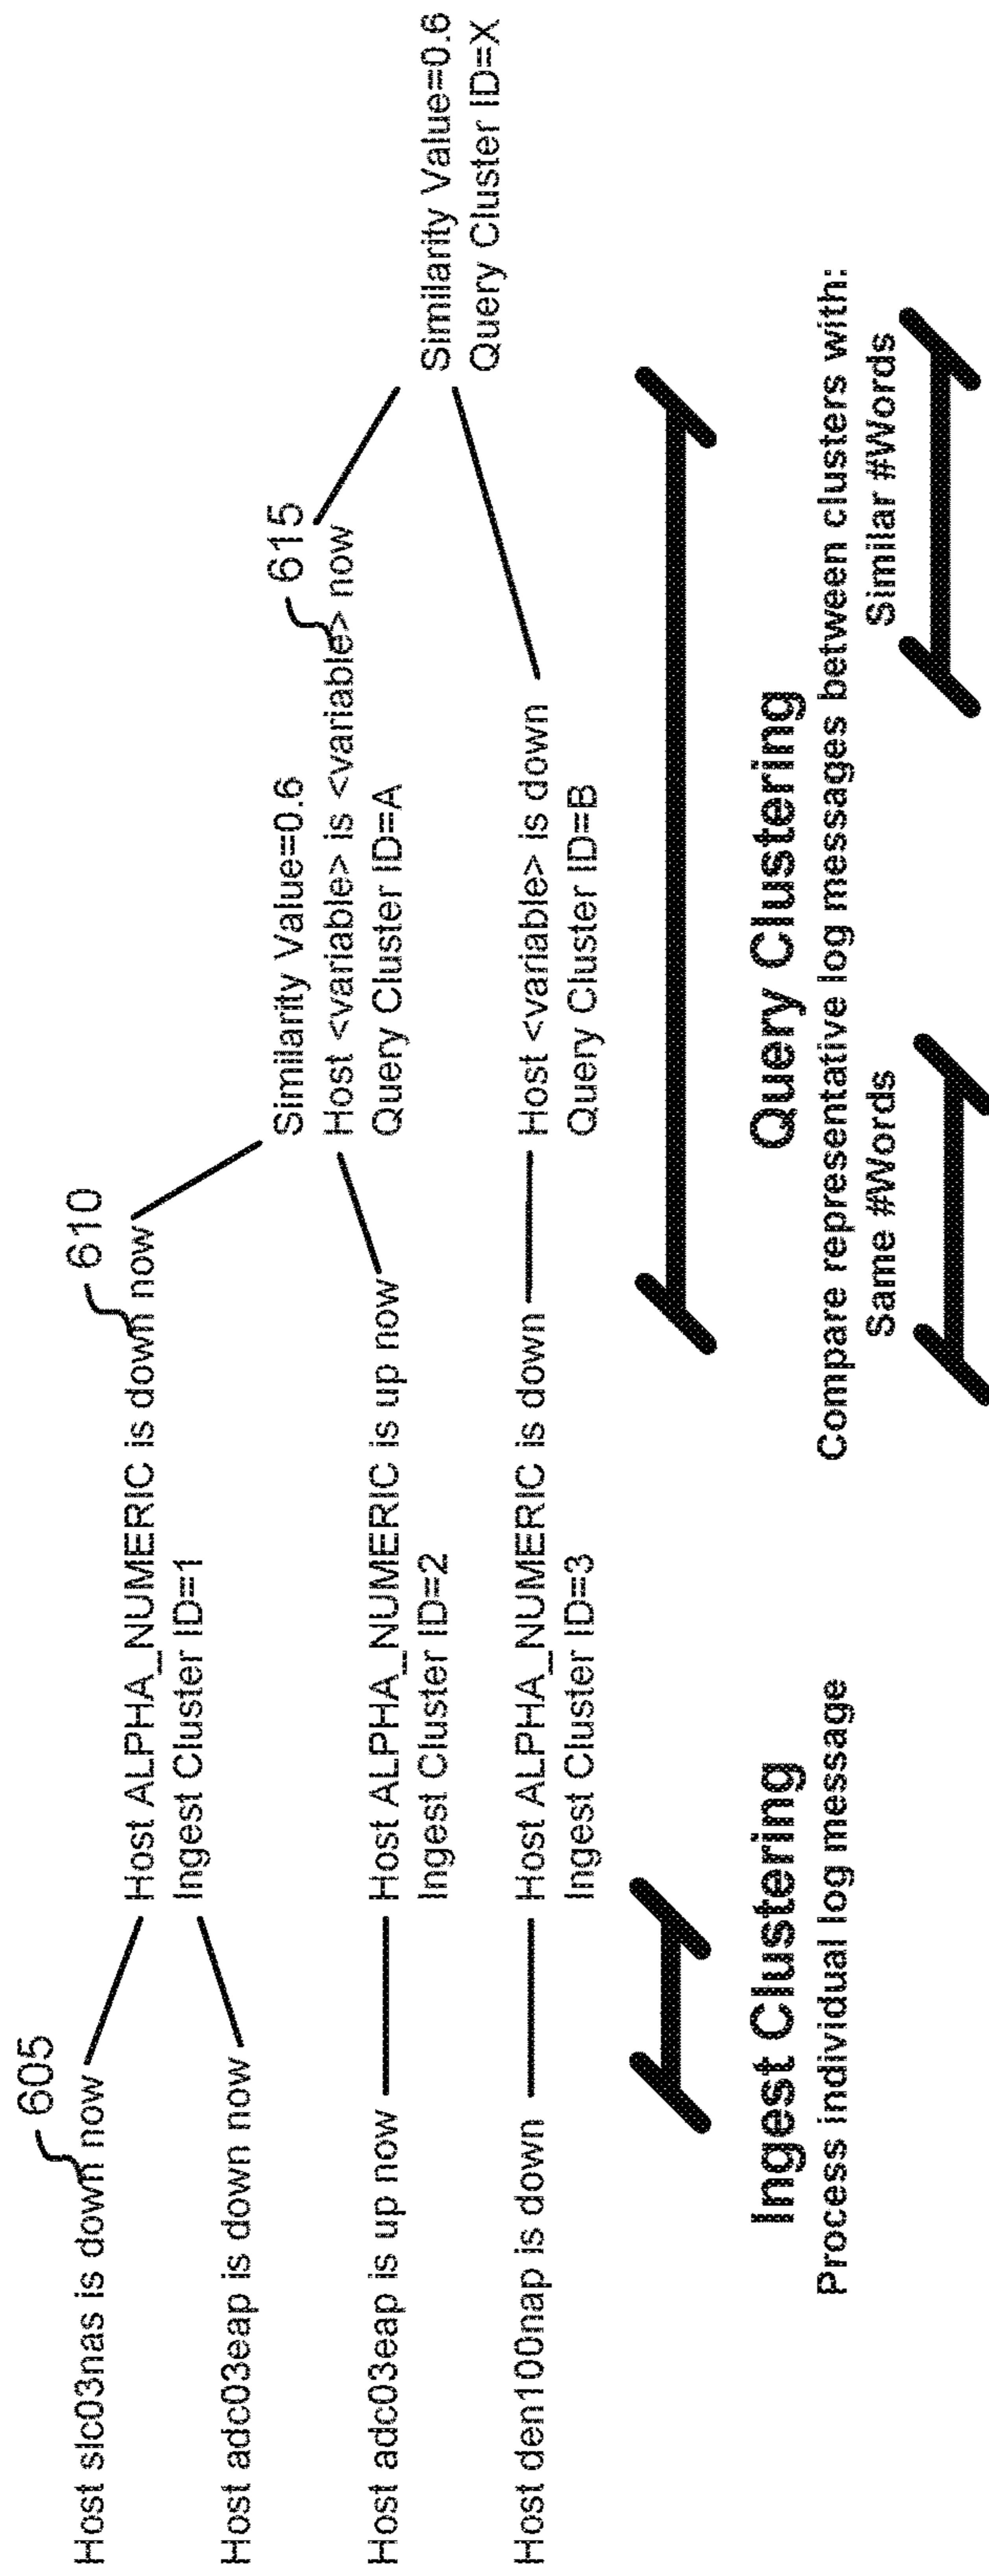 605
Host slc03nas is down now
Host adc03eap is down now
Host adc03eap is up now
Host den100nap is down
610
Host ALPHA_NUMERIC is down now
Ingest Cluster ID=1
Host ALPHA_NUMERIC is up now
Ingest Cluster ID=2
Host ALPHA_NUMERIC is down
Ingest Cluster ID=3
615
Similarity Value=0.6
Host <variable> is <variable> now
Query Cluster ID=A
Host <variable> is down
Query Cluster ID=B
Similarity Value=0.6
Query Cluster ID=X
Ingest Clustering
Process individual log message
Query Clustering
Compare representative log messages between clusters with:
Same #Words
Similar #Words